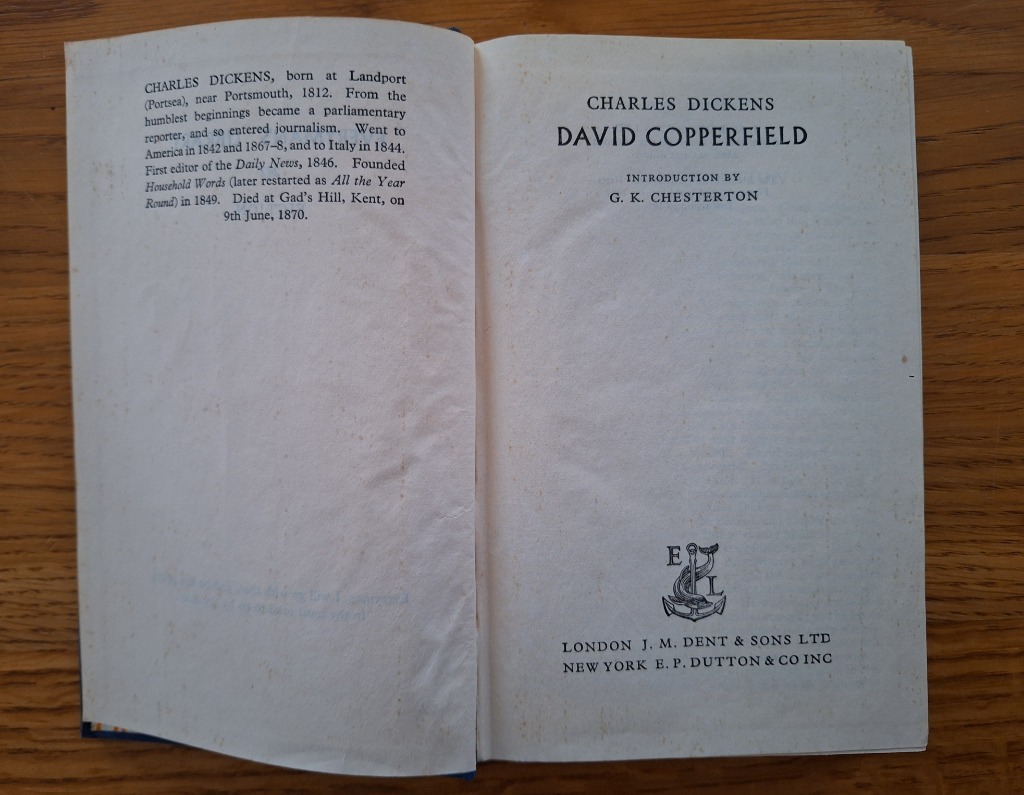 CHARLES DICKENS, born at Landport
(Portsea), near Portsmouth, 1812. From the
humblest beginnings became a parliamentary
reporter, and so entered journalism. Went to
America in 1842 and 1867-8, and to Italy in 1844.
First editor of the Daily News, 1846. Founded
Household Words (later restarted as All the Year
Round) in 1849. Died at Gad's Hill, Kent, on
9th June, 1870.
CHARLES DICKENS
DAVID COPPERFIELD
INTRODUCTION BY
G. K. CHESTERTON
E L
LONDON J. M. DENT & SONS LTD
NEW YORK E. P. DUTTON & CO INC